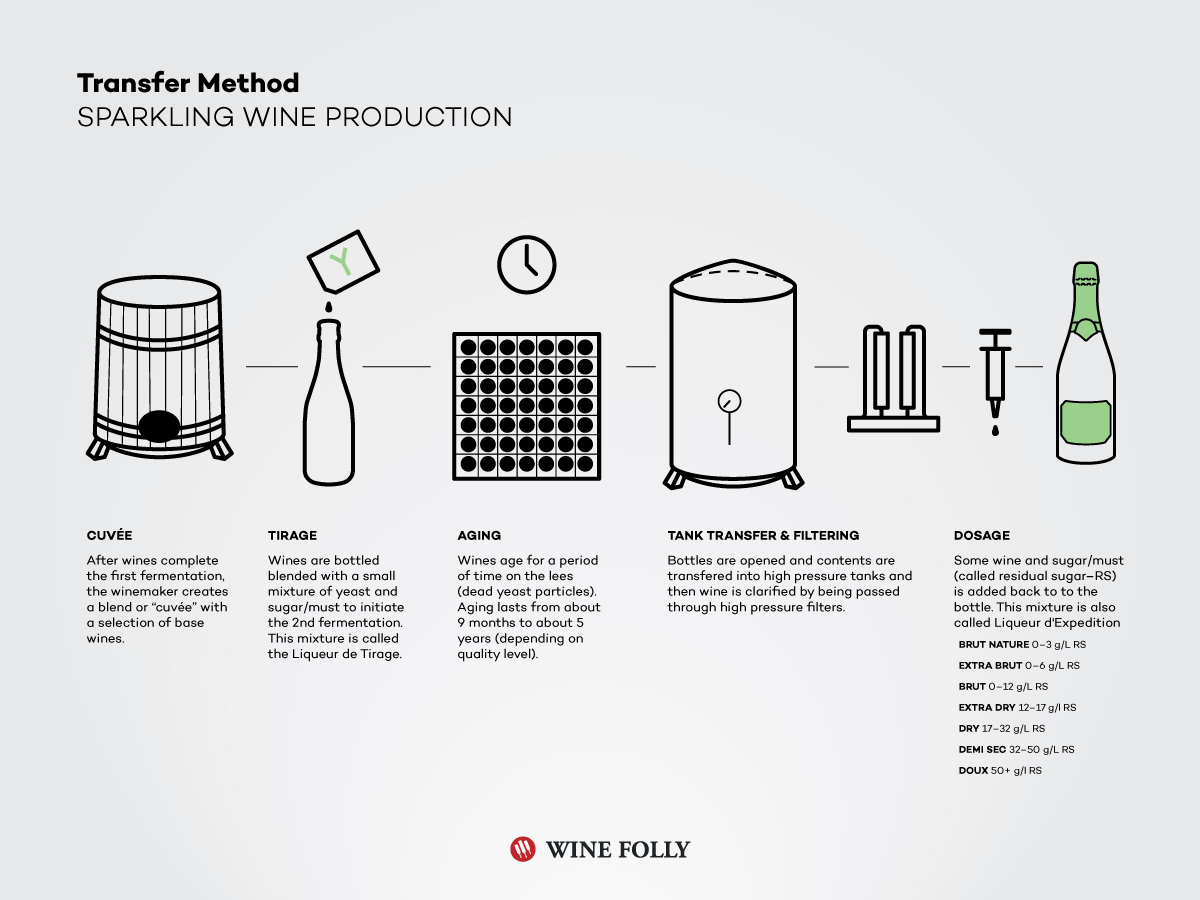 Transfer Method
SPARKLING WINE PRODUCTION
Y
CUVÉE
After wines complete
the first fermentation,
the winemaker creates
a blend or “cuvée” with
a selection of base
wines.
TIRAGE
Wines are bottled
blended with a small
mixture of yeast and
sugar/must to initiate
the 2nd fermentation.
This mixture is called
the Liqueur de Tirage.
AGING
Wines age for a period
of time on the lees
(dead yeast particles).
Aging lasts from about
9 months to about 5
years (depending on
quality level).
TANK TRANSFER & FILTERING
Bottles are opened and contents are
transfered into high pressure tanks and
then wine is clarified by being passed
through high pressure filters.
DOSAGE
Some wine and sugar/must
(called residual sugar–RS)
is added back to to the
bottle. This mixture is also
called Liqueur d'Expedition
BRUT NATURE 0–3 g/L RS
EXTRA BRUT 0–6 g/L RS
BRUT 0–12 g/L RS
EXTRA DRY 12–17 g/l RS
DRY 17–32 g/L RS
DEMI SEC 32–50 g/L RS
DOUX 50+ g/l RS
WINE FOLLY